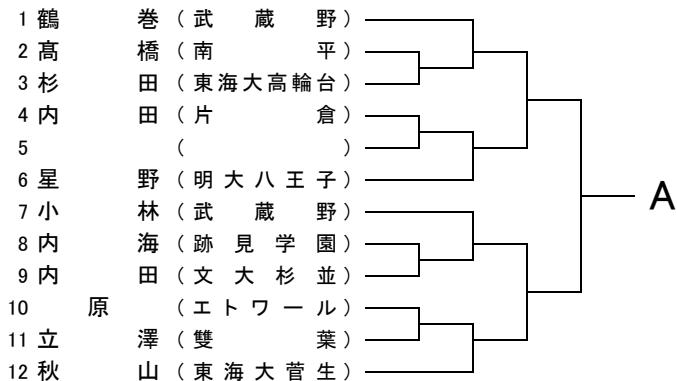 1 鶴 巻 ( 武 蔵 野 )
2 髙 橋 ( 南 平 )
3 杉 田 ( 東海大高輪台 )
4 内 田 ( 片 倉 )
5 ( )
6 星 野 ( 明大八王子 )
7 小 林 ( 武 蔵 野 )
8 内 海 ( 跡見学園 )
9 内 田 ( 文大杉並 )
10 原 ( エトワール )
11 立 澤 ( 雙 葉 )
12 秋 山 ( 東海大菅生 )
A